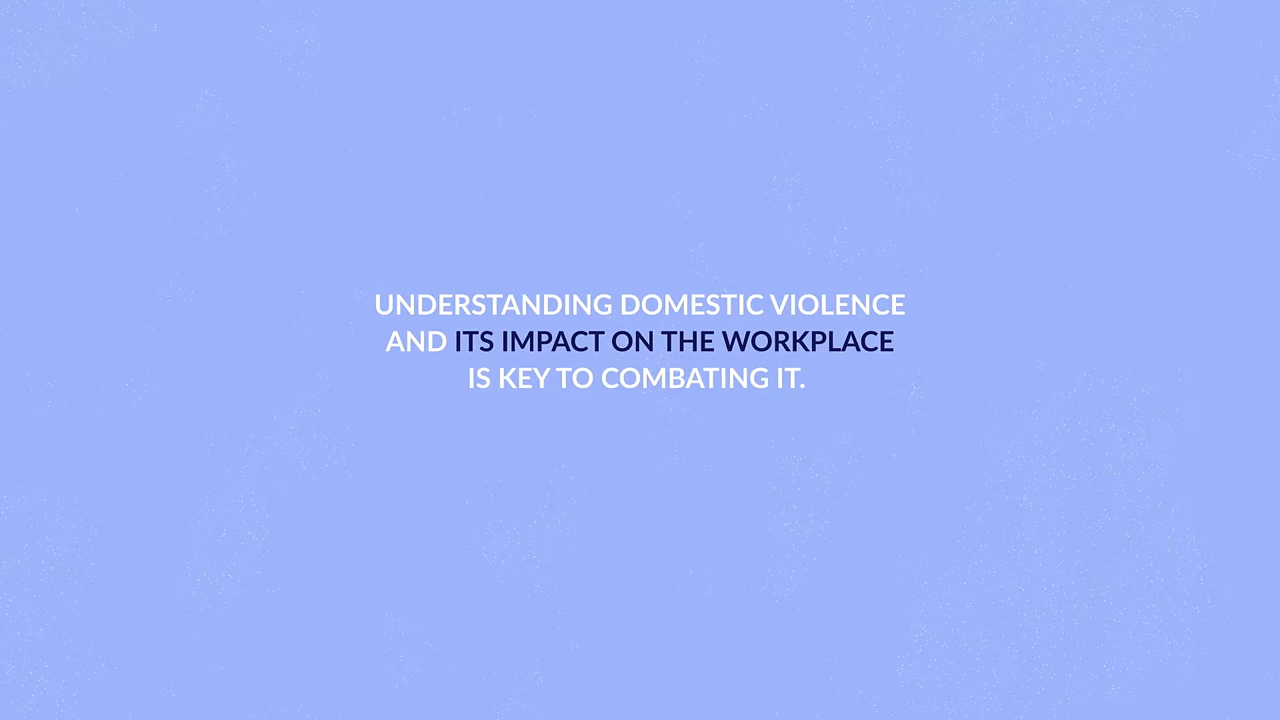 UNDERSTANDING DOMESTIC VIOLENCE
AND ITS IMPACT ON THE WORKPLACE
IS KEY TO COMBATING IT.